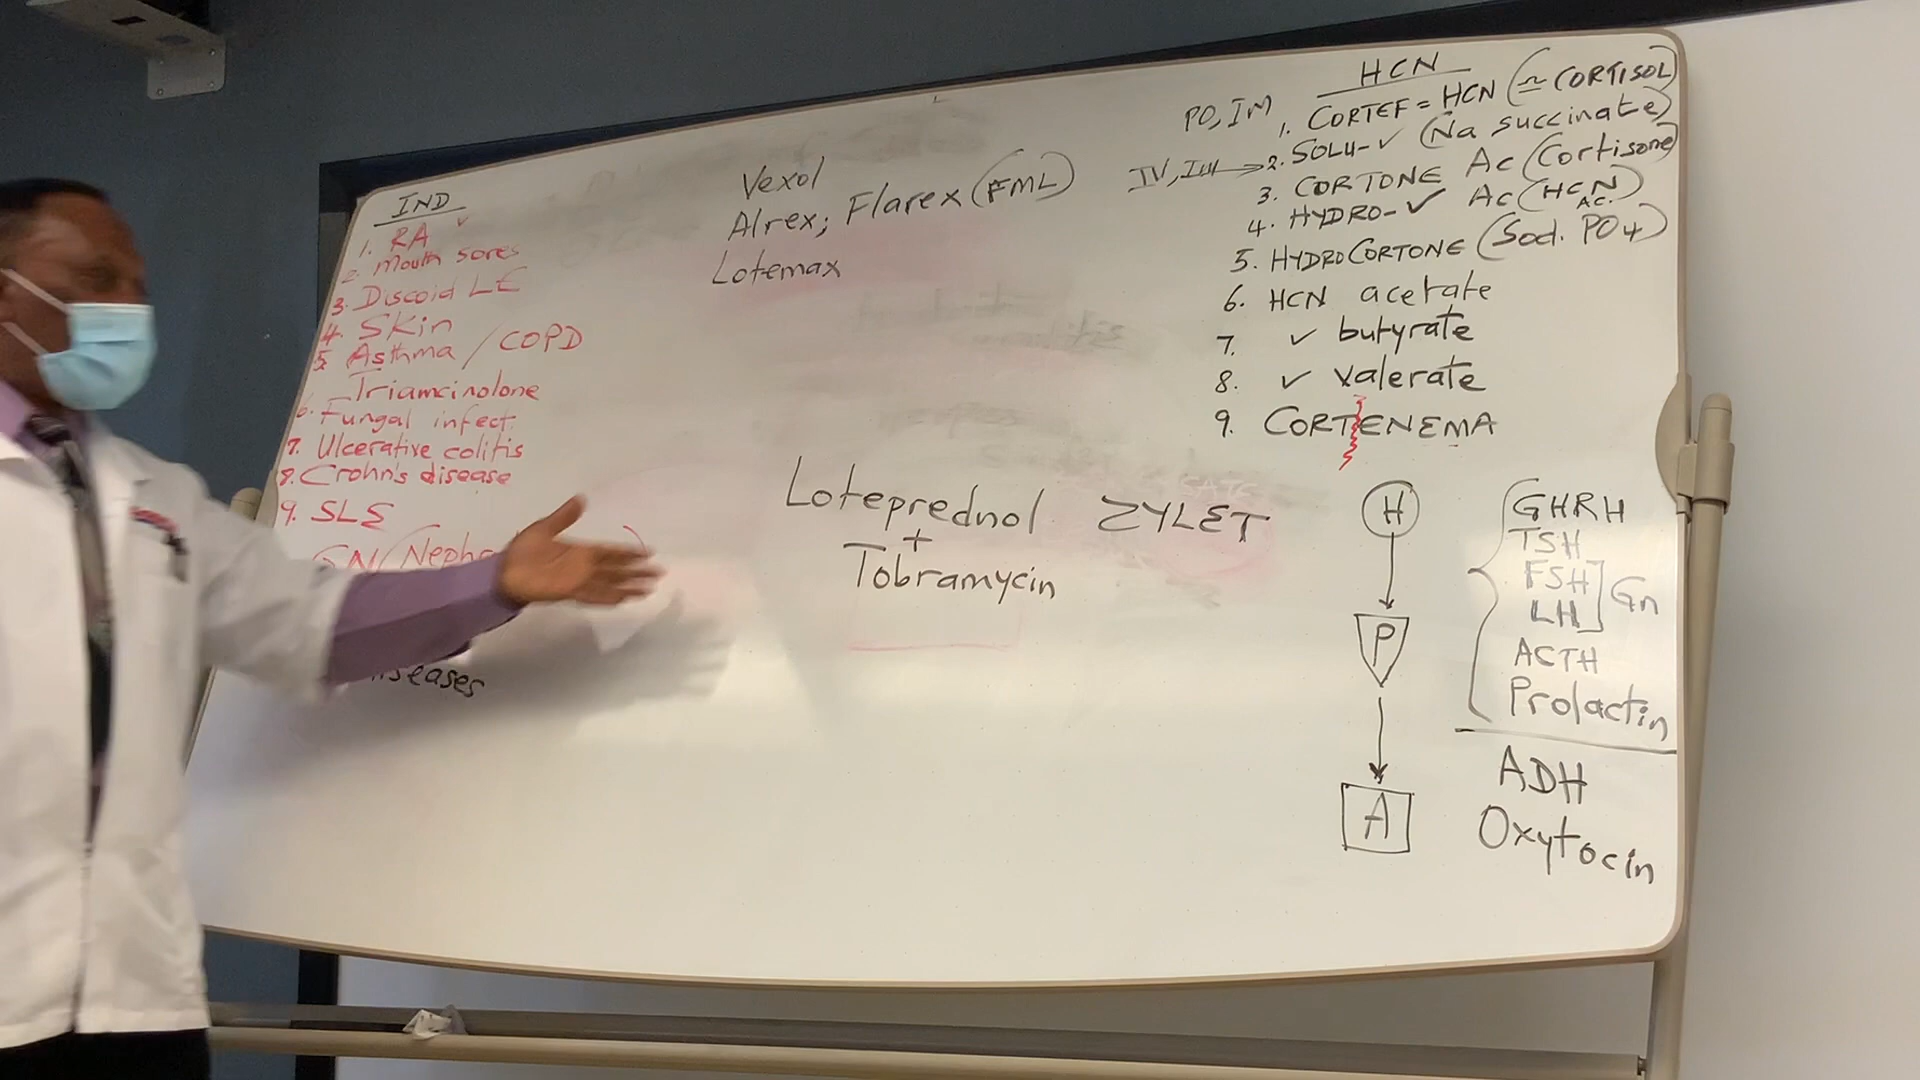 IND
1. RA ✓
2. Mouth sores
3. Discoid LE
4. Skin
5. Asthma / COPD
Triamcinolone
6. Fungal infect.
7. Ulcerative colitis
8. Crohn's disease
9. SLE
GN (Neph
seases
Vexol
Alrex; Flarex (FML)
Lotemax
Loteprednol ZYLET
+
Tobramycin
HCN
PO, IM 1. CORTEF = HCN (≃ CORTISOL)
IV, IM → 2. SOLU- ✓ (Na succinate)
3. CORTONE Ac (Cortisone)
4. HYDRO- ✓ Ac (HCN Ac.)
5. HYDROCORTONE (Sod. PO4)
6. HCN acetate
7. ✓ butyrate
8. ✓ valerate
9. CORTENEMA
H
P
A
GHRH
TSH
FSH
LH
Gn
ACTH
Prolactin
ADH
Oxytocin